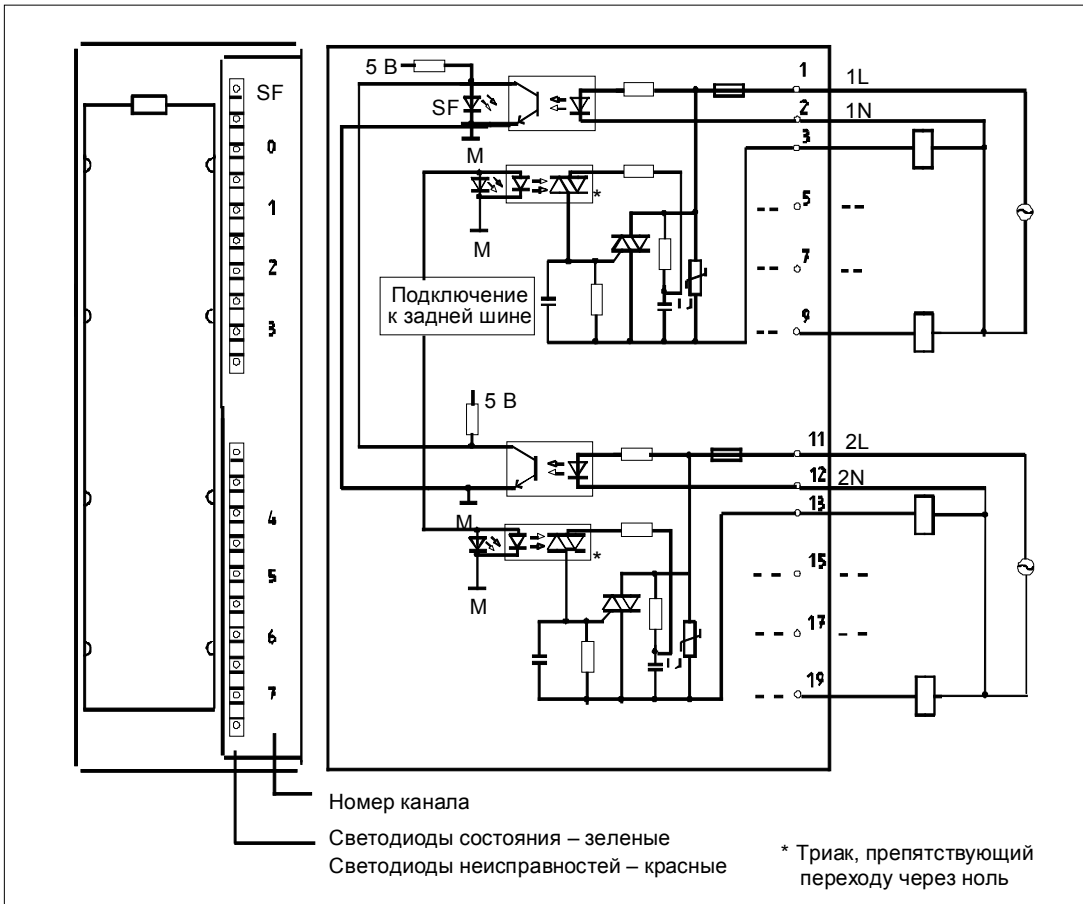 SF
0
1
2
3
4
5
6
7
5 В
SF
М
М
*
Подключение
к задней шине
5 В
М
М
*
1 1L
2 1N
3
5
7
9
11 2L
12 2N
13
15
17
19
Номер канала
Светодиоды состояния – зеленые
Светодиоды неисправностей – красные
* Триак, препятствующий
переходу через ноль